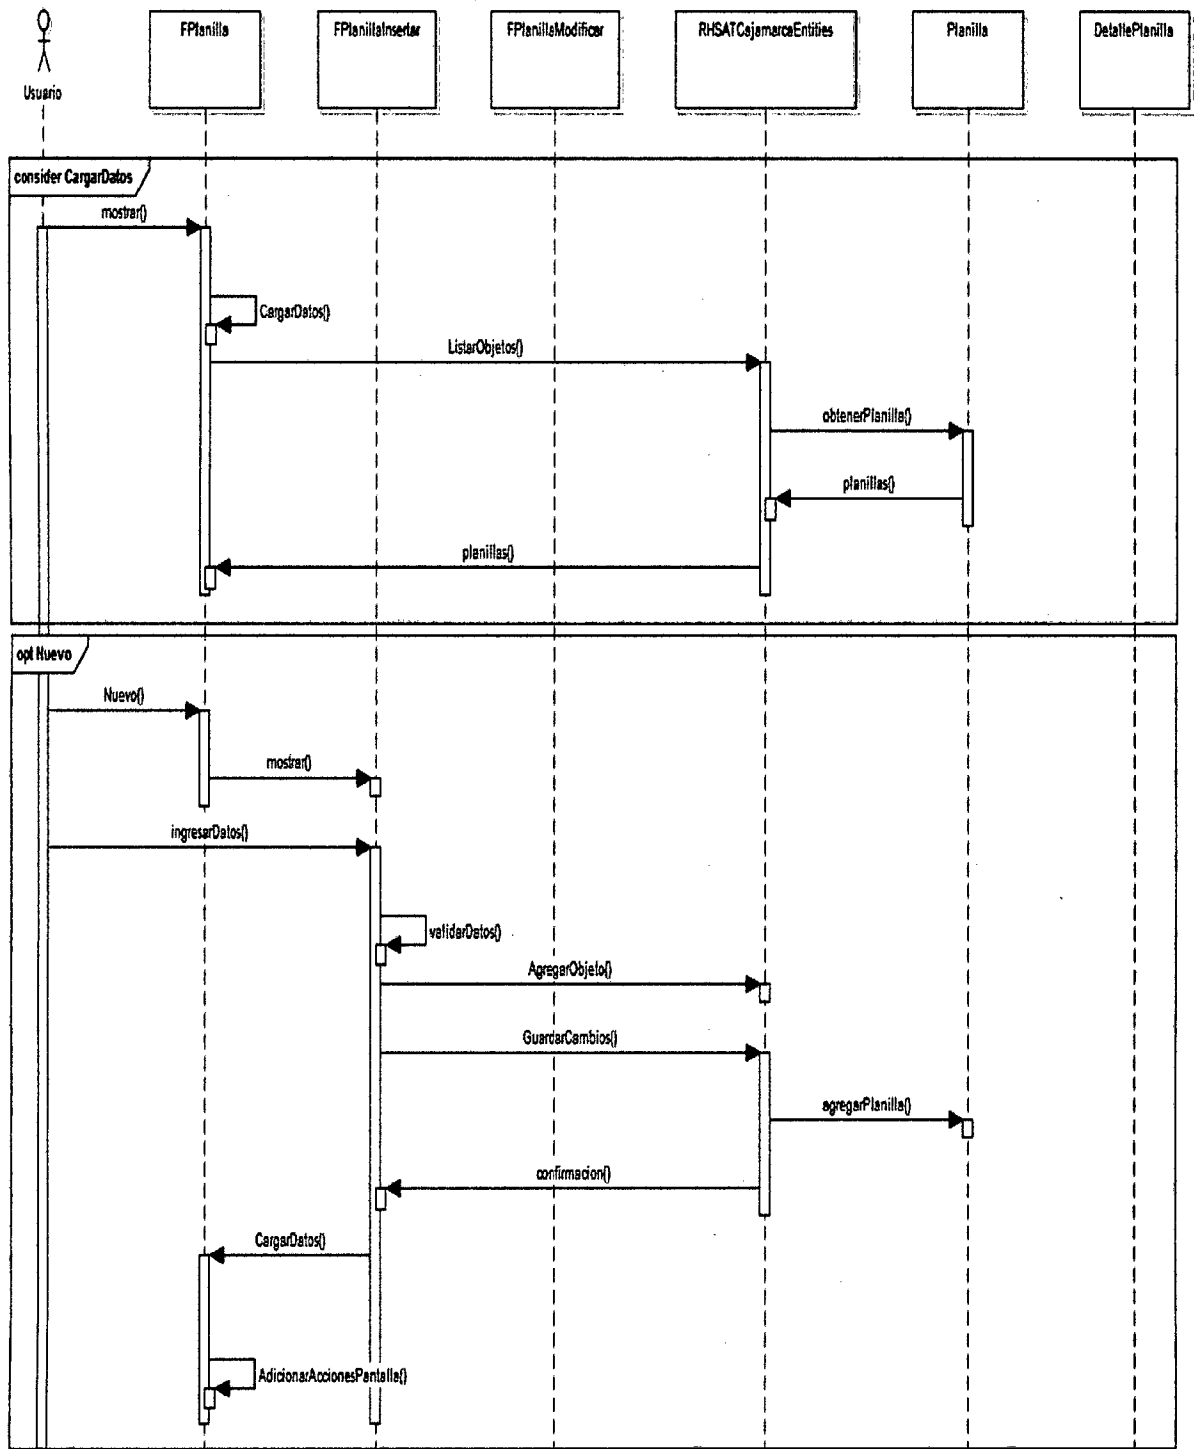 FPlanilla
FPlanillaInsertar
FPlanillaModificar
RHSATCajamarcaEntities
Planilla
DetallePlanilla
Usuario
consider CargarDatos
mostrar()
CargarDatos()
ListarObjetos()
obtenerPlanilla()
planillas()
planillas()
opt Nuevo
Nuevo()
mostrar()
ingresarDatos()
validarDatos()
AgregarObjeto()
GuardarCambios()
agregarPlanilla()
confirmacion()
CargarDatos()
AdicionarAccionesPantalla()